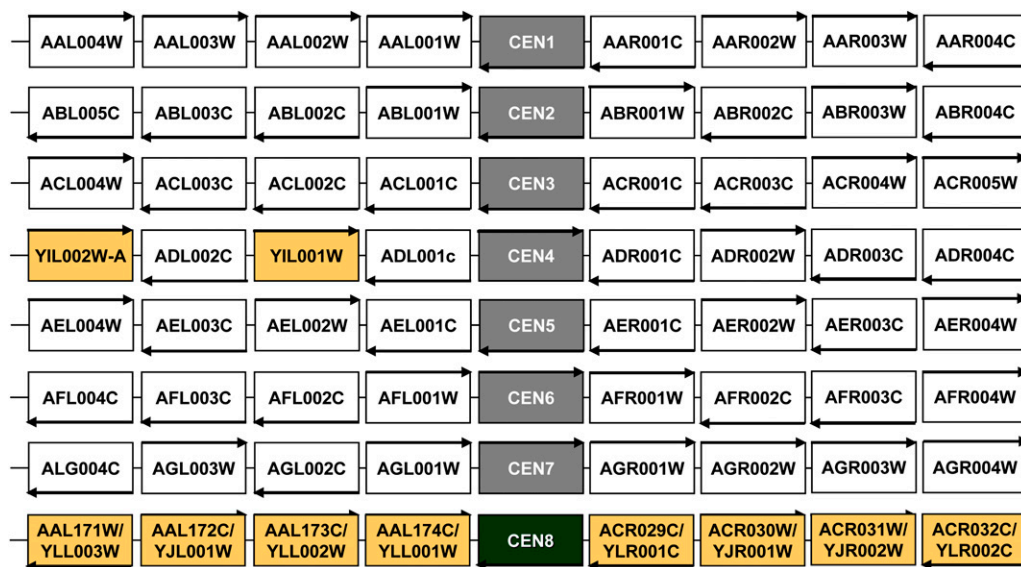 AAL004W AAL003W AAL002W AAL001W CEN1 AAR001C AAR002W AAR003W AAR004C
ABL005C ABL003C ABL002C ABL001W CEN2 ABR001W ABR002C ABR003W ABR004C
ACL004W ACL003C ACL002C ACL001C CEN3 ACR001C ACR003C ACR004W ACR005W
YIL002W-A ADL002C YIL001W ADL001c CEN4 ADR001C ADR002W ADR003C ADR004C
AEL004W AEL003C AEL002W AEL001C CEN5 AER001C AER002W AER003C AER004W
AFL004C AFL003C AFL002C AFL001W CEN6 AFR001W AFR002C AFR003C AFR004W
ALG004C AGL003W AGL002C AGL001W CEN7 AGR001W AGR002W AGR003W AGR004W
AAL171W/ AAL172C/ AAL173C/ AAL174C/ CEN8 ACR029C/ ACR030W/ ACR031W/ ACR032C/
YLL003W YJL001W YLL002W YLL001W YLR001C YJR001W YJR002W YLR002C